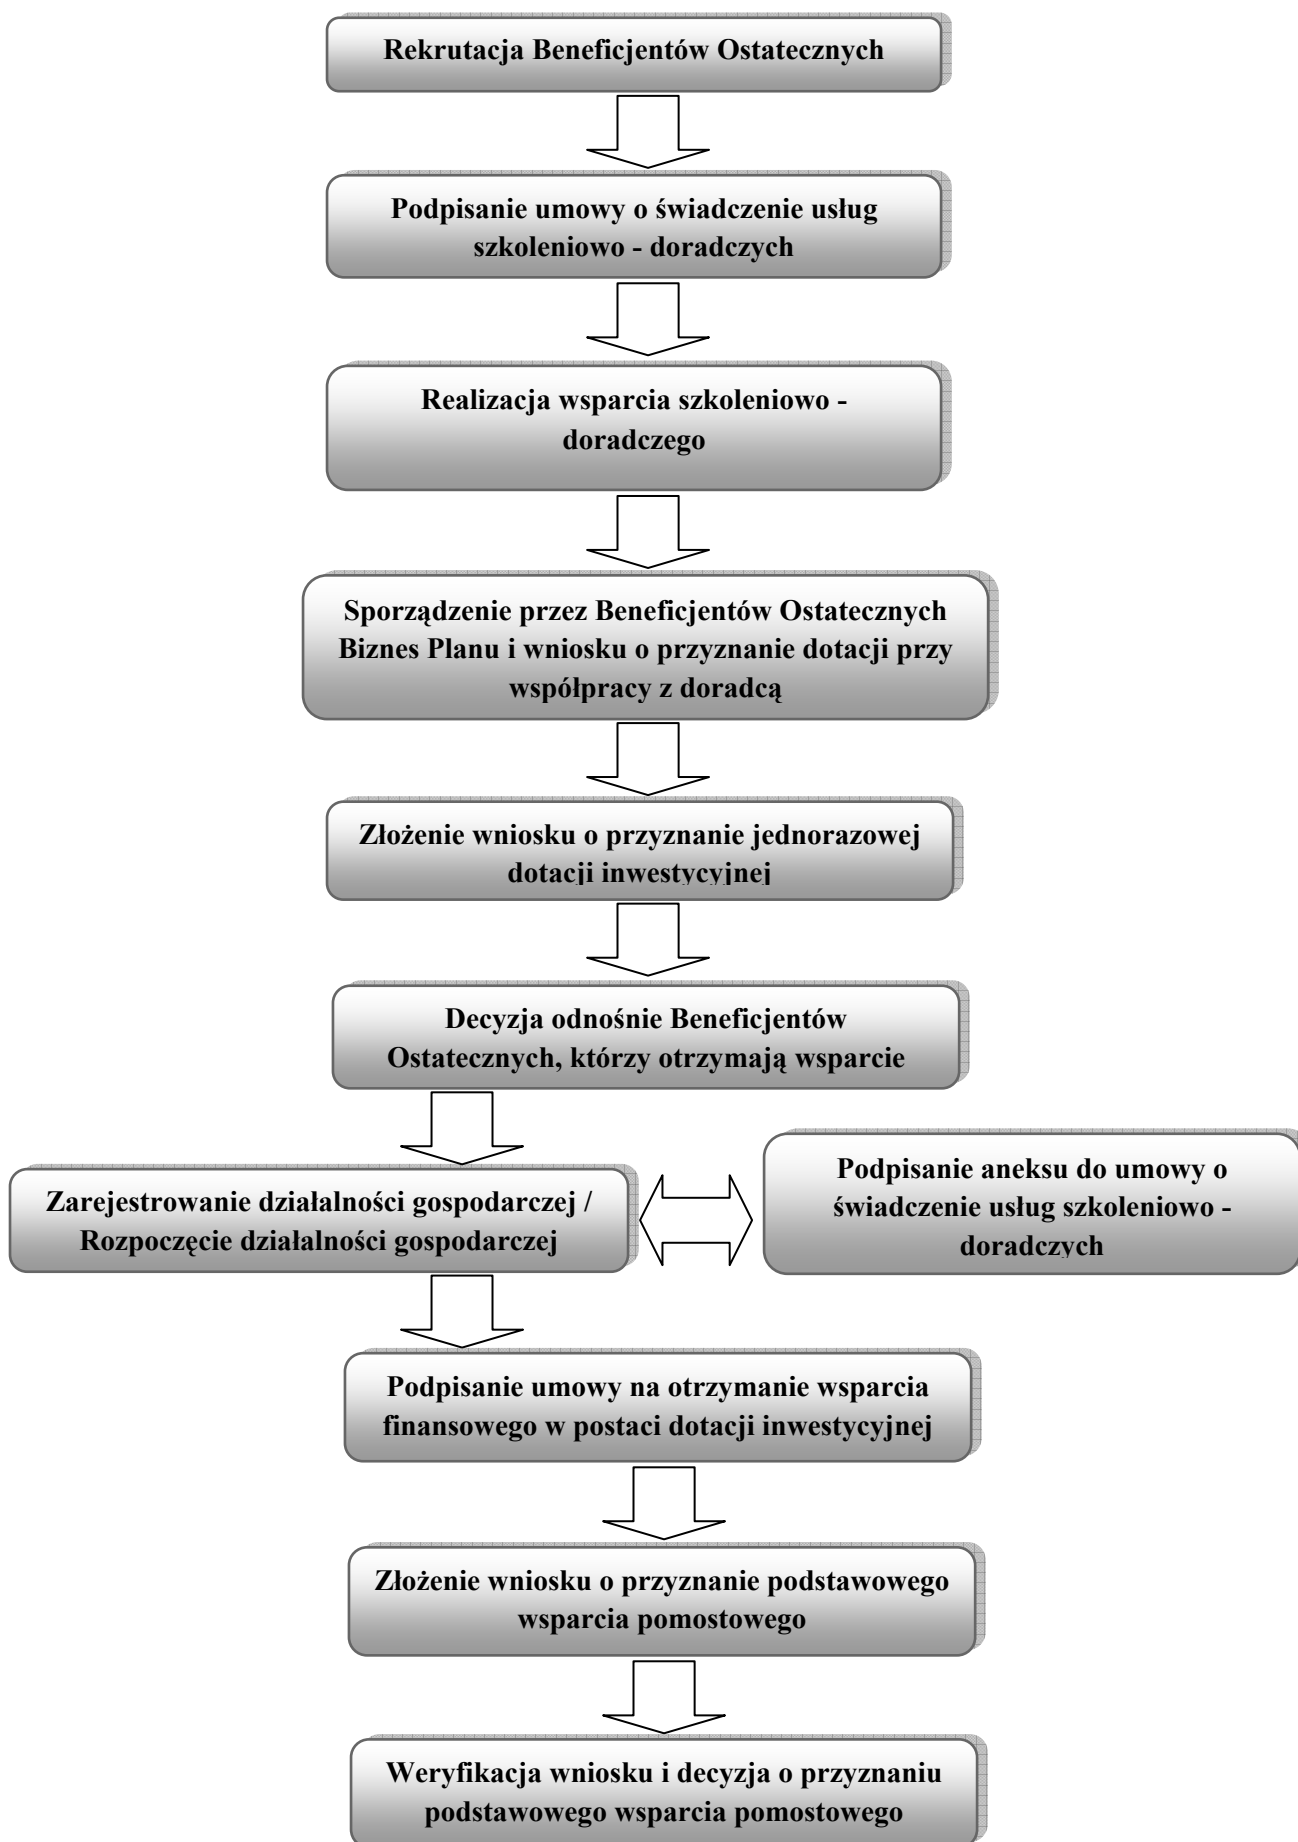 Rekrutacja Beneficjentów Ostatecznych
Podpisanie umowy o świadczenie usług
szkoleniowo - doradczych
Realizacja wsparcia szkoleniowo -
doradczego
Sporządzenie przez Beneficjentów Ostatecznych
Biznes Planu i wniosku o przyznanie dotacji przy
współpracy z doradcą
Złożenie wniosku o przyznanie jednorazowej
dotacji inwestycyjnej
Decyzja odnośnie Beneficjentów
Ostatecznych, którzy otrzymają wsparcie
Zarejestrowanie działalności gospodarczej /
Rozpoczęcie działalności gospodarczej
Podpisanie aneksu do umowy o
świadczenie usług szkoleniowo -
doradczych
Podpisanie umowy na otrzymanie wsparcia
finansowego w postaci dotacji inwestycyjnej
Złożenie wniosku o przyznanie podstawowego
wsparcia pomostowego
Weryfikacja wniosku i decyzja o przyznaniu
podstawowego wsparcia pomostowego